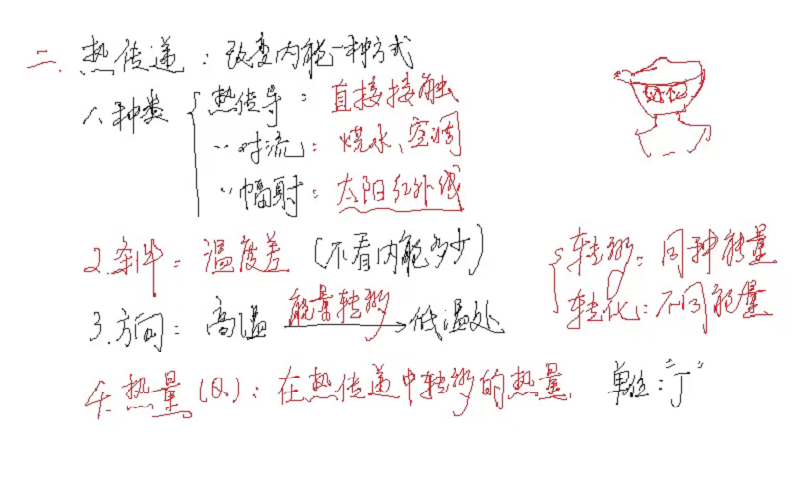 二、热传递：改变内能一种方式
1、种类 { 热传导：直接接触
〃对流：烧水、空调
〃幅射：太阳红外线
2.条件：温度差（不看内能多少）
{ 转移：同种能量
转化：不同能量
3.方向：高温 能量转移→低温处
4.热量(Q)：在热传递中转移的热量 单位："J"